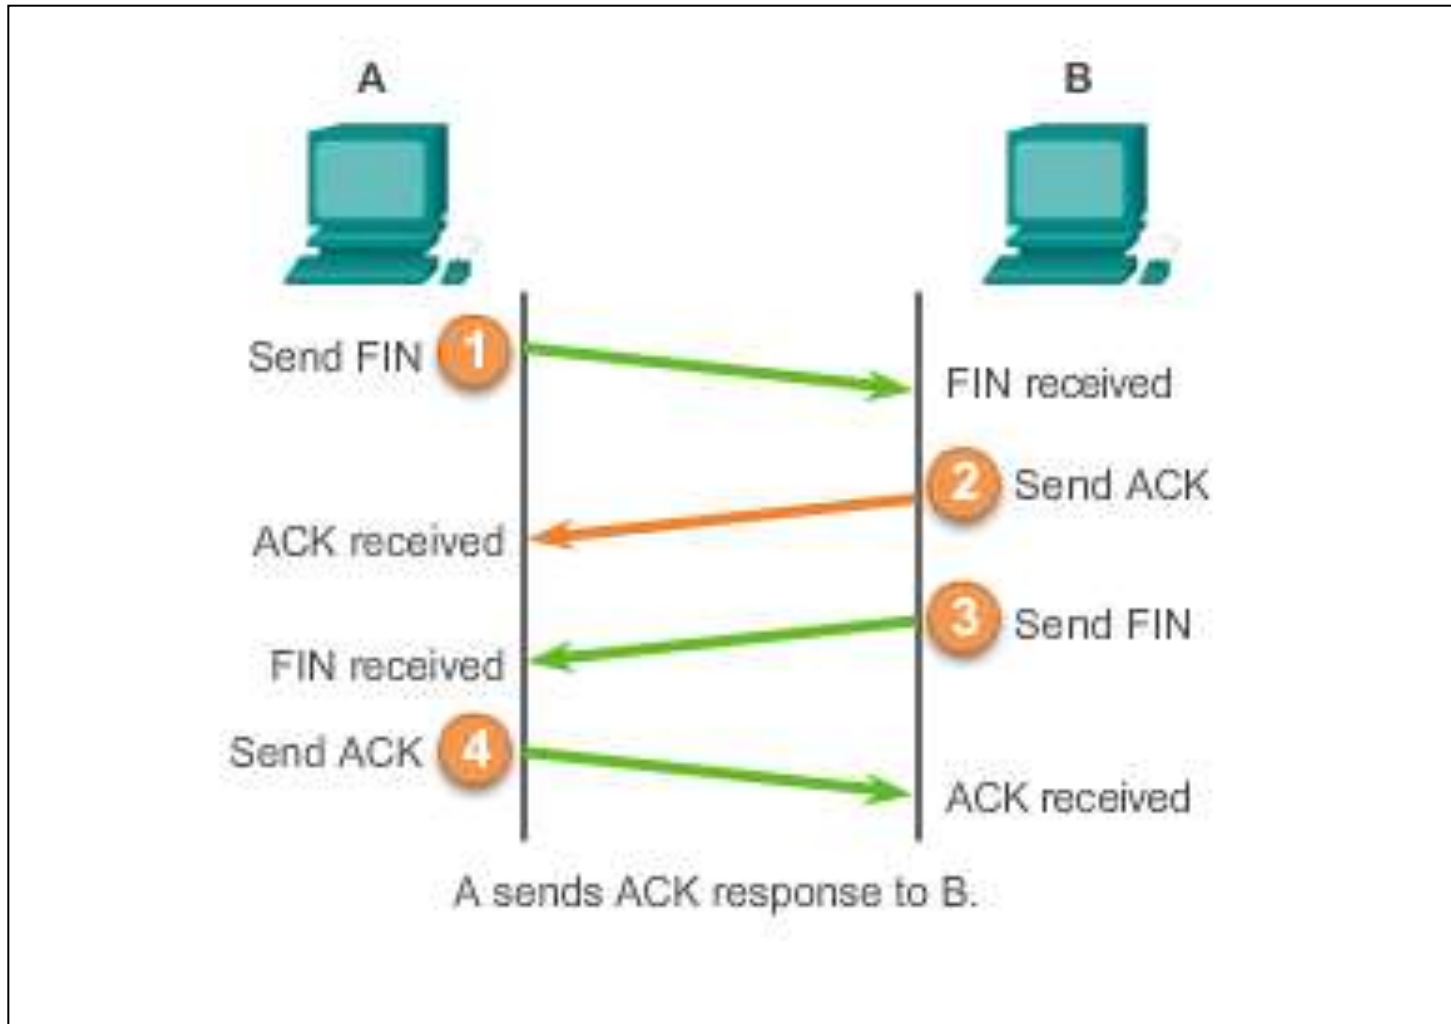 A
B
Send FIN 1
FIN received
2 Send ACK
ACK received
3 Send FIN
FIN received
Send ACK 4
ACK received
A sends ACK response to B.